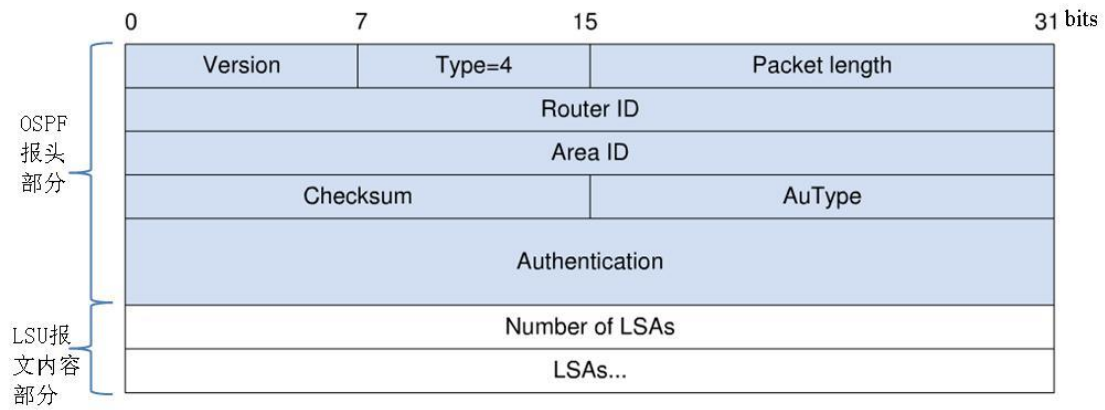 0 7 15 31 bits
Version Type=4 Packet length
Router ID
Area ID
Checksum AuType
Authentication
Number of LSAs
LSAs...
OSPF
报头
部分
LSU报
文内容
部分